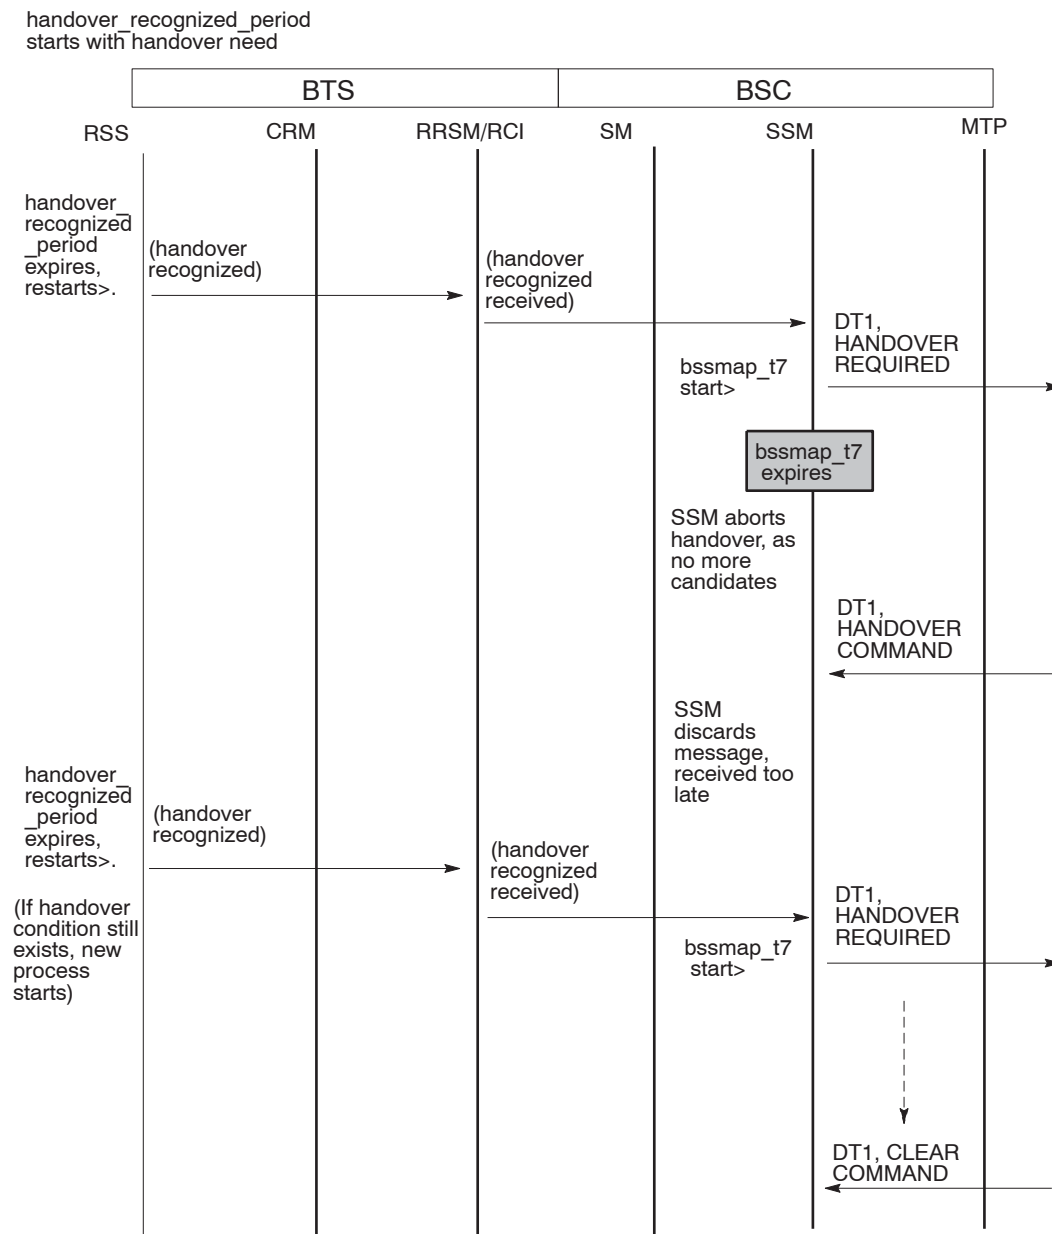 handover_recognized_period
starts with handover need
BTS
BSC
RSS
CRM
RRSM/RCI
SM
SSM
MTP
handover_
recognized
_period
expires,
restarts>.
(handover
recognized)
(handover
recognized
received)
DT1,
HANDOVER
REQUIRED
bssmap_t7
start>
bssmap_t7
expires
SSM aborts
handover, as
no more
candidates
DT1,
HANDOVER
COMMAND
SSM
discards
message,
received too
late
handover_
recognized
_period
expires,
restarts>.
(handover
recognized)
(handover
recognized
received)
(If handover
condition still
exists, new
process
starts)
DT1,
HANDOVER
REQUIRED
bssmap_t7
start>
DT1, CLEAR
COMMAND